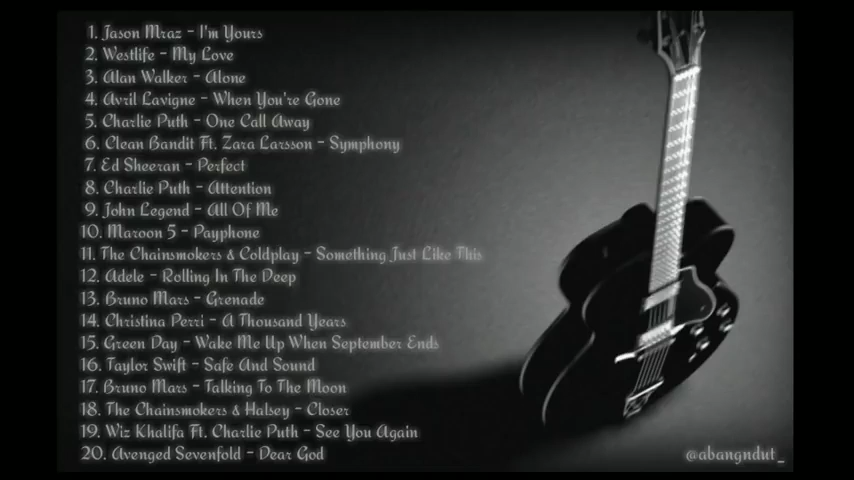 1. Jason Mraz - I'm Yours
2. Westlife - My Love
3. Alan Walker - Alone
4. Avril Lavigne - When You're Gone
5. Charlie Puth - One Call Away
6. Clean Bandit Ft. Zara Larsson - Symphony
7. Ed Sheeran - Perfect
8. Charlie Puth - Attention
9. John Legend - All Of Me
10. Maroon 5 - Payphone
11. The Chainsmokers & Coldplay - Something Just Like This
12. Adele - Rolling In The Deep
13. Bruno Mars - Grenade
14. Christina Perri - A Thousand Years
15. Green Day - Wake Me Up When September Ends
16. Taylor Swift - Safe And Sound
17. Bruno Mars - Talking To The Moon
18. The Chainsmokers & Halsey - Closer
19. Wiz Khalifa Ft. Charlie Puth - See You Again
20. Avenged Sevenfold - Dear God
@abangndut_